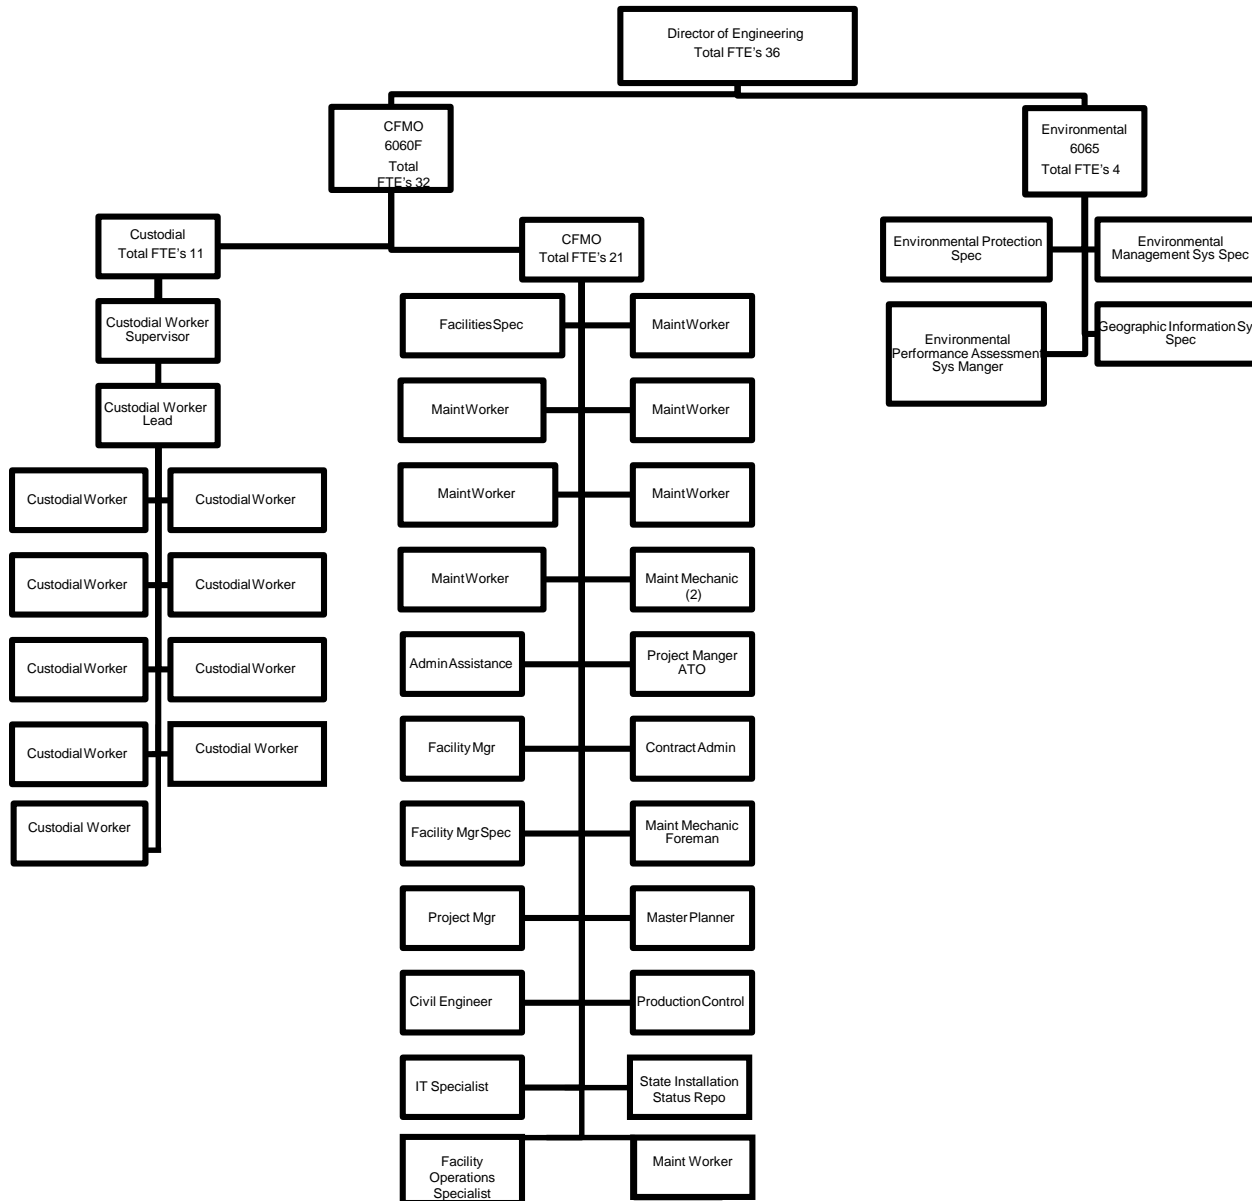 Director of Engineering
Total FTE's 36
CFMO
6060F
Total
FTE's 32
Environmental
6065
Total FTE's 4
Custodial
Total FTE's 11
CFMO
Total FTE's 21
Environmental Protection
Spec
Environmental
Management Sys Spec
Custodial Worker
Supervisor
Facilities Spec
Maint Worker
Environmental
Performance Assessment
Sys Manger
Geographic Information Sy
Spec
Custodial Worker
Lead
Maint Worker
Maint Worker
Custodial Worker
Custodial Worker
Maint Worker
Maint Worker
Custodial Worker
Custodial Worker
Maint Worker
Maint Mechanic
(2)
Custodial Worker
Custodial Worker
Admin Assistance
Project Manger
ATO
Custodial Worker
Custodial Worker
Facility Mgr
Contract Admin
Custodial Worker
Facility Mgr Spec
Maint Mechanic
Foreman
Project Mgr
Master Planner
Civil Engineer
Production Control
IT Specialist
State Installation
Status Repo
Facility
Operations
Specialist
Maint Worker